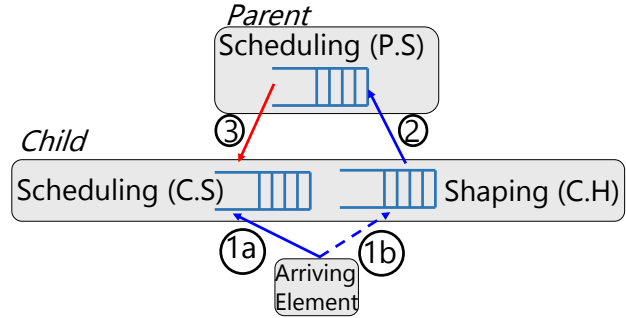 Parent
Scheduling (P.S)
3
2
Child
Scheduling (C.S)
Shaping (C.H)
1a
1b
Arriving
Element